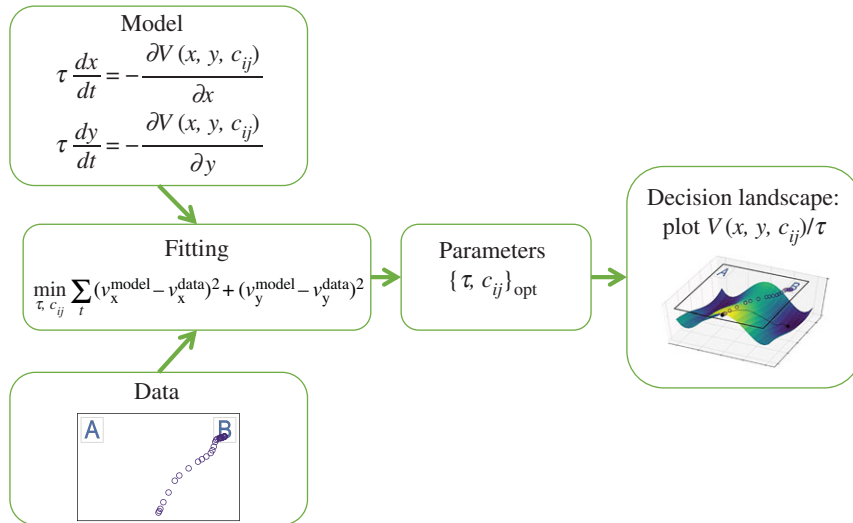 Model
τ dx/dt = − ∂V (x, y, c_ij)/∂x
τ dy/dt = − ∂V (x, y, c_ij)/∂y
Fitting
min_{τ, c_ij} ∑_t (v_x^model − v_x^data)² + (v_y^model − v_y^data)²
Parameters
{τ, c_ij}_opt
Decision landscape:
plot V (x, y, c_ij)/τ
A
Data
A B